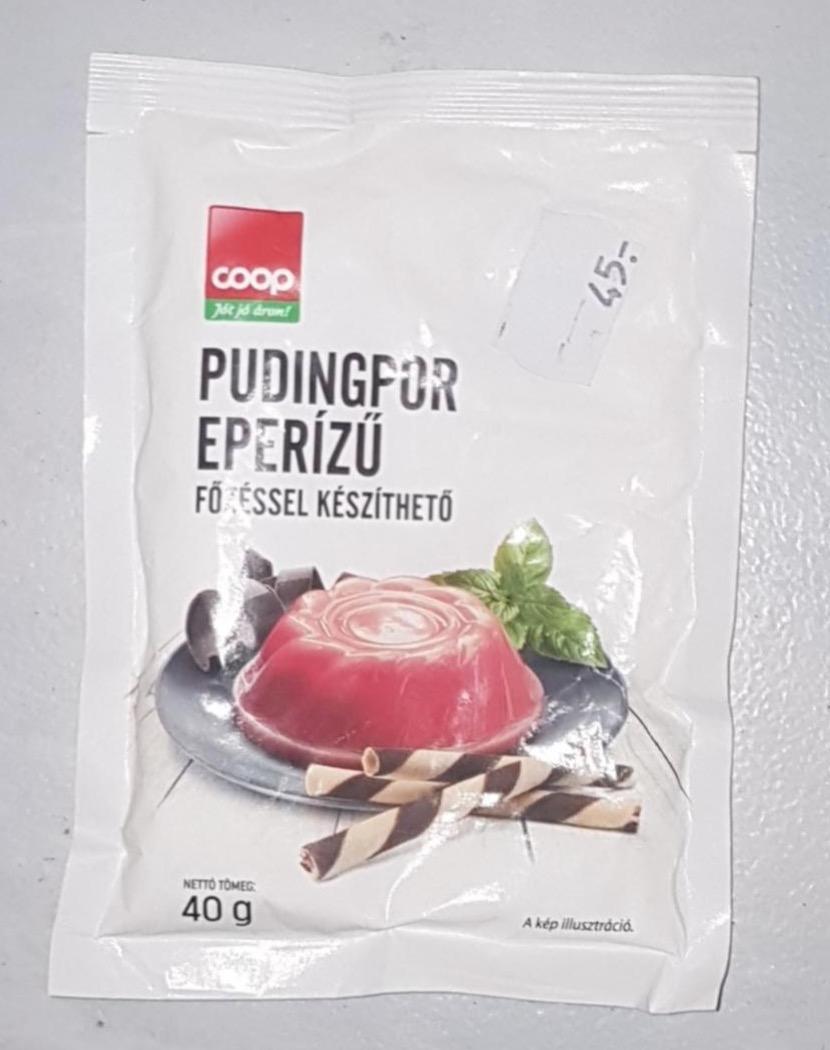 coop
Jót jó áron!
45.-
PUDINGPOR
EPERÍZŰ
FŐZÉSSEL KÉSZÍTHETŐ
NETTÓ TÖMEG:
40 g
A kép illusztráció.